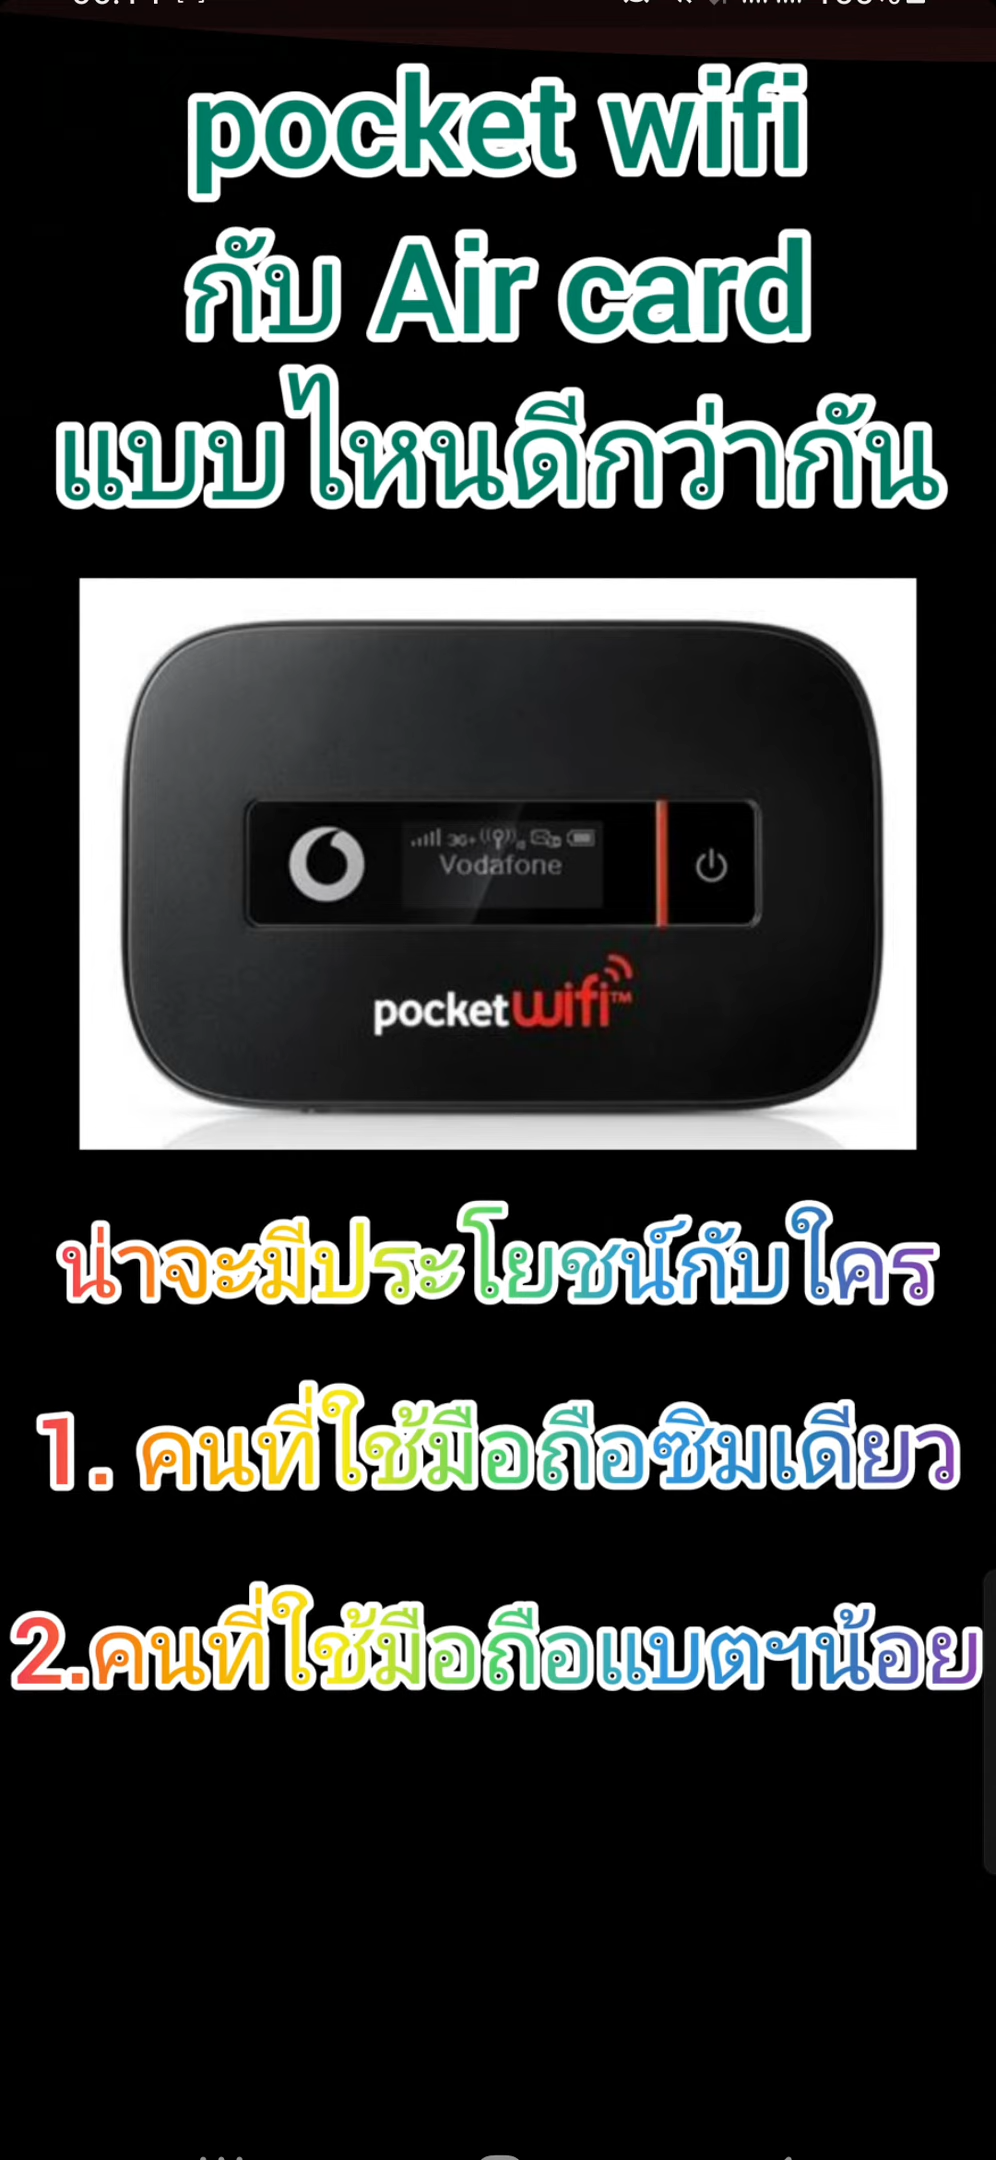 pocket wifi
กับ Air card
แบบไหนดีกว่ากัน
3G+
Vodafone
pocket wifi™
น่าจะมีประโยชน์กับใคร
1. คนที่ใช้มือถือซิมเดียว
2.คนที่ใช้มือถือแบตฯน้อย